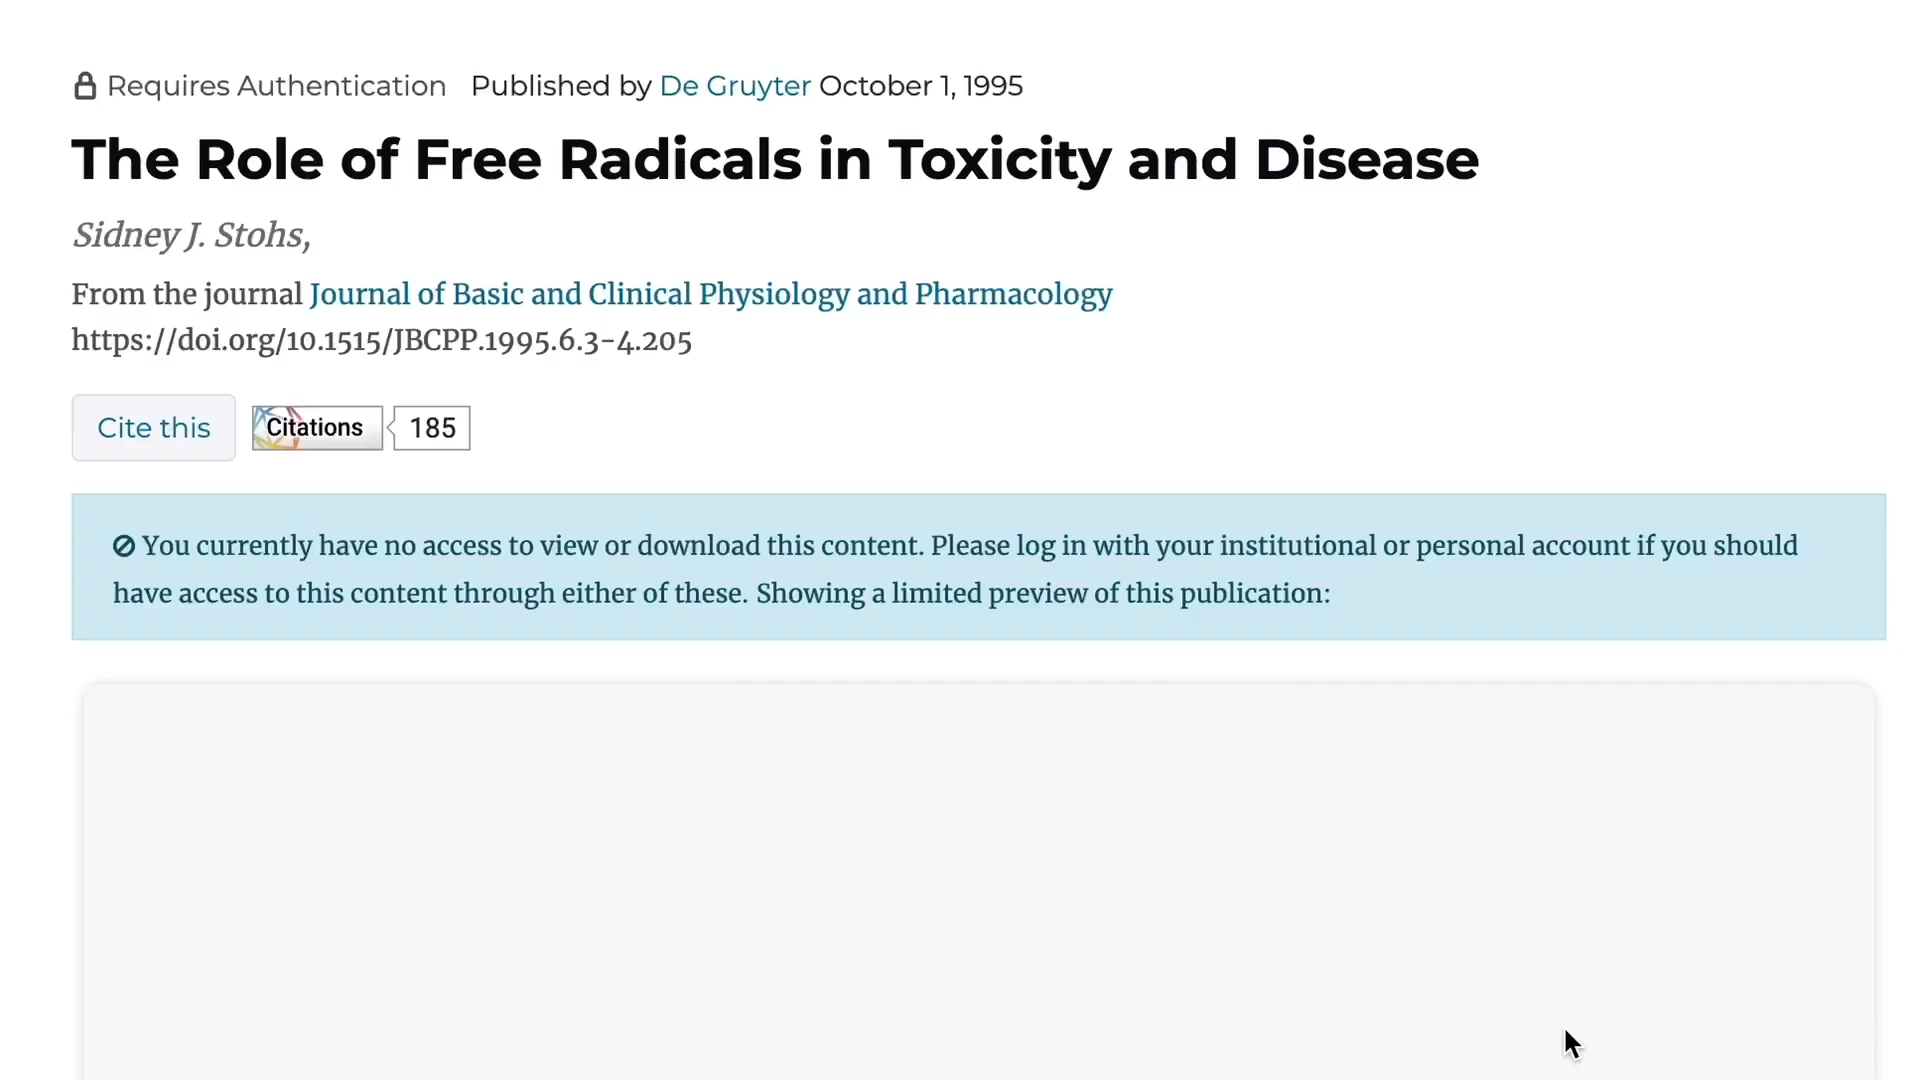 Requires Authentication Published by De Gruyter October 1, 1995
The Role of Free Radicals in Toxicity and Disease
Sidney J. Stohs,
From the journal Journal of Basic and Clinical Physiology and Pharmacology
https://doi.org/10.1515/JBCPP.1995.6.3-4.205
Cite this Citations 185
You currently have no access to view or download this content. Please log in with your institutional or personal account if you should
have access to this content through either of these. Showing a limited preview of this publication: